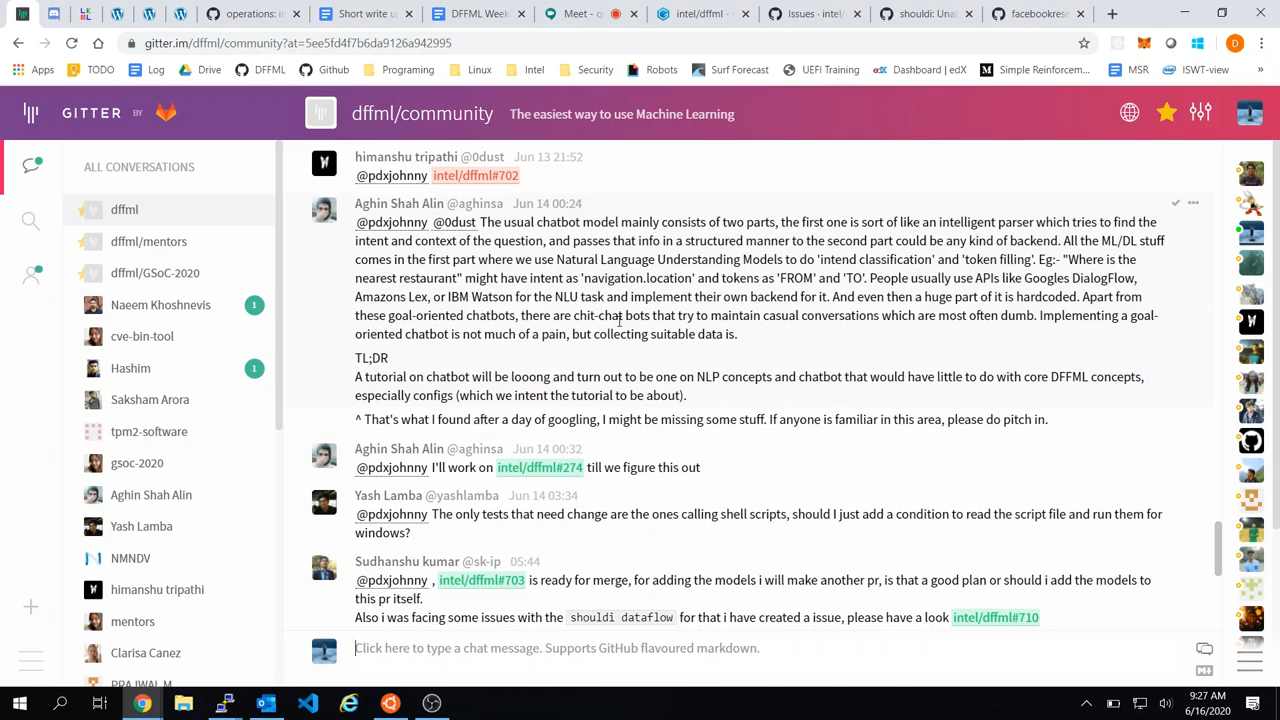 operations: i
Short write u
DFFML Week
Meet - q
intel/dffml -
Issues · inte
shouldi: Unal
facebookrese
gitter.im/dffml/community?at=5ee5fd4f7b6da9126a942995
Apps TODO Log Drive DFFML Github Programing Linux Intel Security Robots Surf Forecast UEFI Training Dashboard | edX Simple Reinforcem... MSR ISWT-view »
GITTER BY
dffml/community The easiest way to use Machine Learning
ALL CONVERSATIONS
dffml
dffml/mentors
dffml/GSoC-2020
Naeem Khoshnevis 1
cve-bin-tool
Hashim 1
Saksham Arora
tpm2-software
gsoc-2020
Aghin Shah Alin
Yash Lamba
NMNDV
himanshu tripathi
mentors
Clarisa Canez
PRAJWAL M
himanshu tripathi @0dust Jun 13 21:52
@pdxjohnny intel/dffml#702
Aghin Shah Alin @aghinsa Jun 14 00:24
@pdxjohnny @0dust The usual chatbot model mainly consists of two parts, the first one is sort of like an intelligent parser which tries to find the
intent and context of the question, and passes that info in a structured manner to the second part could be any kind of backend. All the ML/DL stuff
comes in the first part where we use Natural Language Understanding Models to do 'intend classification' and 'token filling'. Eg:- "Where is the
nearest restaurant" might have intent as 'navigation.location' and tokens as 'FROM' and 'TO'. People usually use APIs like Googles DialogFlow,
Amazons Lex, or IBM Watson for the NLU task and implement their own backend for it. And even then a huge part of it is hardcoded. Apart from
these goal-oriented chatbots, there are chit-chat bots that try to maintain casual conversations which are most often dumb. Implementing a goal-
oriented chatbot is not much of a pain, but collecting suitable data is.
TL;DR
A tutorial on chatbot will be looong and turn out to be one on NLP concepts and chatbot that would have little to do with core DFFML concepts,
especially configs (which we intent the tutorial to be about).
^ That's what I found after a day of googling, I might be missing some stuff. If anyone is familiar in this area, please do pitch in.
Aghin Shah Alin @aghinsa Jun 14 00:32
@pdxjohnny I'll work on intel/dffml#274 till we figure this out
Yash Lamba @yashlamba Jun 14 03:34
@pdxjohnny The only tests that need change are the ones calling shell scripts, should I just add a condition to read the script file and run them for
windows?
Sudhanshu kumar @sk-ip 05:44
@pdxjohnny , intel/dffml#703 is ready for merge, for adding the models i will make another pr, is that a good plan or should i add the models to
this pr itself.
Also i was facing some issues with the shouldi dataflow for that i have created a issue, please have a look intel/dffml#710
Click here to type a chat message. Supports GitHub flavoured markdown.
9:27 AM
6/16/2020